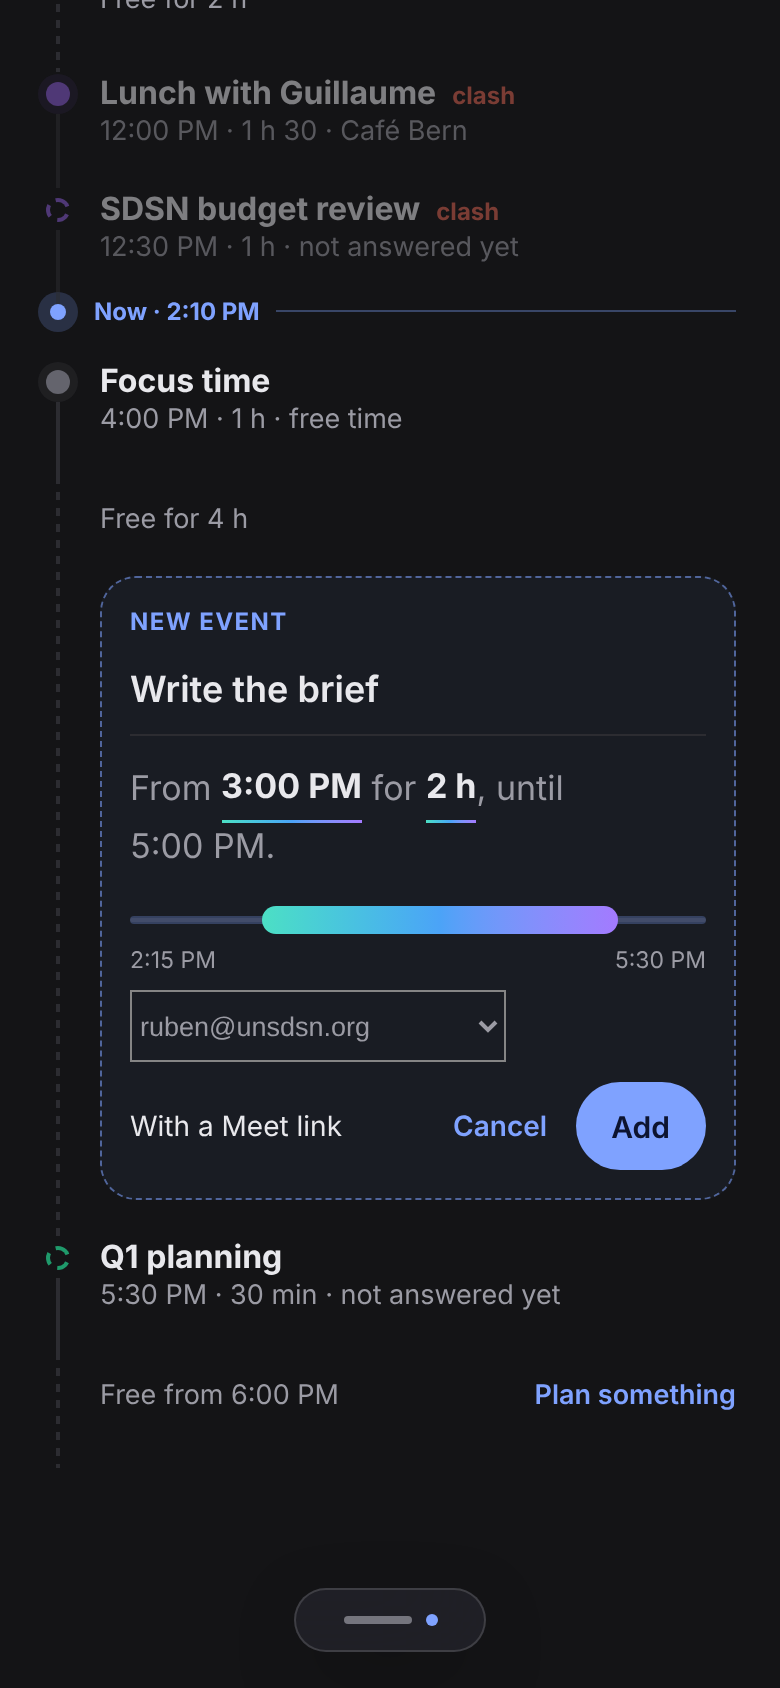 Free for 2 h
Lunch with Guillaume clash
12:00 PM · 1 h 30 · Café Bern
SDSN budget review clash
12:30 PM · 1 h · not answered yet
Now · 2:10 PM
Focus time
4:00 PM · 1 h · free time
Free for 4 h
NEW EVENT
Write the brief
From 3:00 PM for 2 h, until
5:00 PM.
2:15 PM 5:30 PM
ruben@unsdsn.org
With a Meet link Cancel Add
Q1 planning
5:30 PM · 30 min · not answered yet
Free from 6:00 PM Plan something